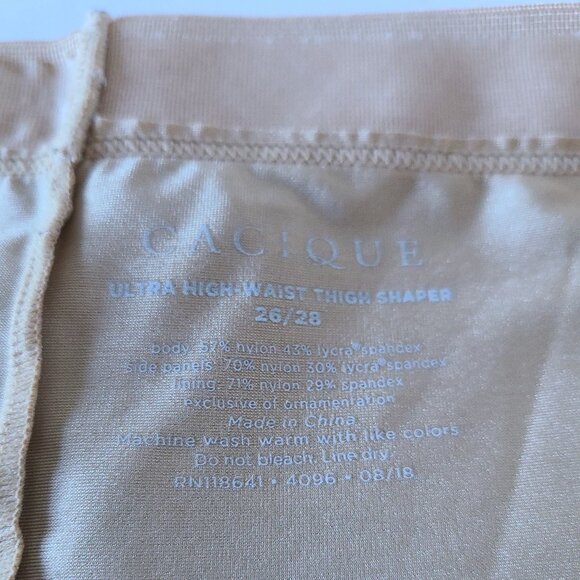 CACIQUE
ULTRA HIGH-WAIST THIGH SHAPER
26/28
body: 57% nylon 43% lycra® spandex
side panels: 70% nylon 30% lycra® spandex
lining: 71% nylon 29% spandex
exclusive of ornamentation
Made in China
Machine wash warm with like colors
Do not bleach. Line dry.
RN118641 • 4096 • 08/18